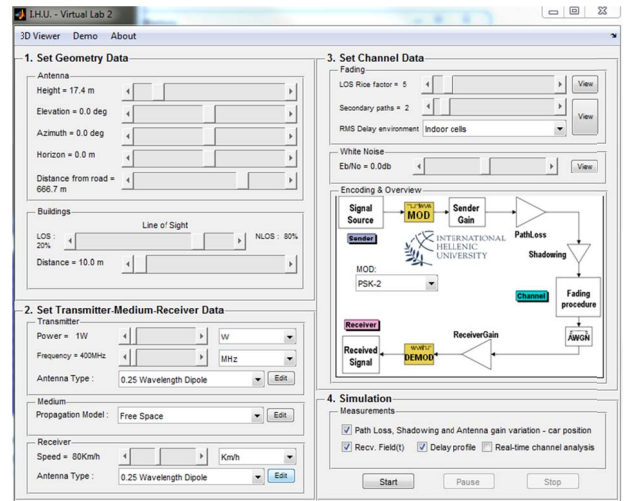 I.H.U. - Virtual Lab 2
3D Viewer Demo About
1. Set Geometry Data
Antenna
Height = 17.4 m
Elevation = 0.0 deg
Azimuth = 0.0 deg
Horizon = 0.0 m
Distance from road =
666.7 m
Buildings
Line of Sight
LOS :
20%
NLOS : 80%
Distance = 10.0 m
2. Set Transmitter-Medium-Receiver Data
Transmitter
Power = 1W
W
Frequency = 400MHz
MHz
Antenna Type :
0.25 Wavelength Dipole
Edit
Medium
Propagation Model :
Free Space
Edit
Receiver
Speed = 80Km/h
Km/h
Antenna Type :
0.25 Wavelength Dipole
Edit
3. Set Channel Data
Fading
LOS Rice factor = 5
View
Secondary paths = 2
View
RMS Delay environment
Indoor cells
White Noise
Eb/No = 0.0db
View
Encoding & Overview
Signal
Source
MOD
Sender
Gain
PathLoss
Sender
INTERNATIONAL
HELLENIC
UNIVERSITY
Shadowing
MOD:
PSK-2
Channel
Fading
procedure
Receiver
ReceiverGain
AWGN
Received
Signal
DEMOD
4. Simulation
Measurements
Path Loss, Shadowing and Antenna gain variation - car position
Recv. Field(t)
Delay profile
Real-time channel analysis
Start
Pause
Stop